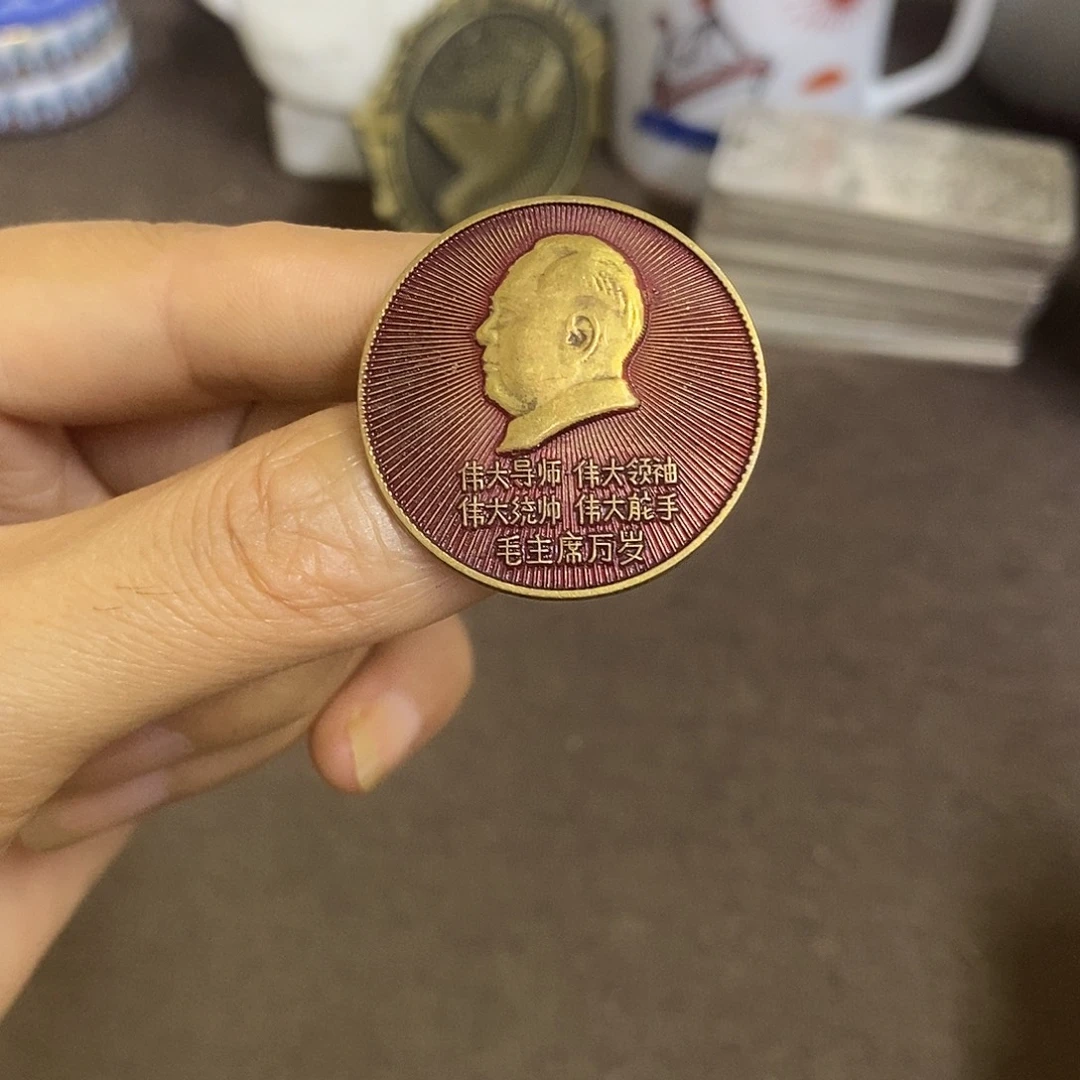 伟大导师 伟大领袖
伟大统帅 伟大舵手
毛主席万岁